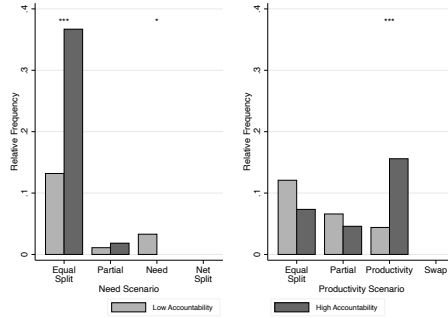 ***
*
.4
.3
.2
.1
0
Relative Frequency
Equal Split
Partial
Need
Net Split
Need Scenario
***
.4
.3
.2
.1
0
Relative Frequency
Equal Split
Partial
Productivity
Swap
Productivity Scenario
Low Accountability
High Accountability